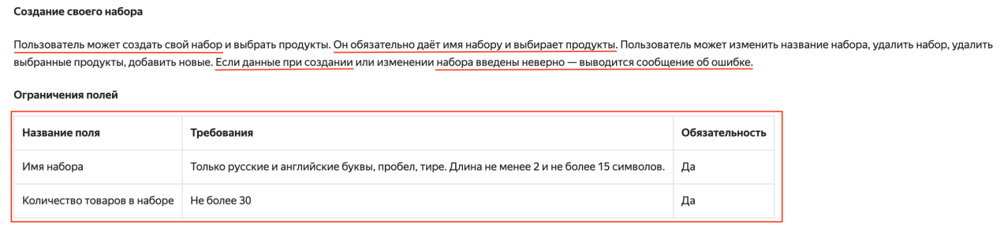 Создание своего набора
Пользователь может создать свой набор и выбрать продукты. Он обязательно даёт имя набору и выбирает продукты. Пользователь может изменить название набора, удалить набор, удалить
выбранные продукты, добавить новые. Если данные при создании или изменении набора введены неверно — выводится сообщение об ошибке.
Ограничения полей
Название поля Требования Обязательность
Имя набора Только русские и английские буквы, пробел, тире. Длина не менее 2 и не более 15 символов. Да
Количество товаров в наборе Не более 30 Да